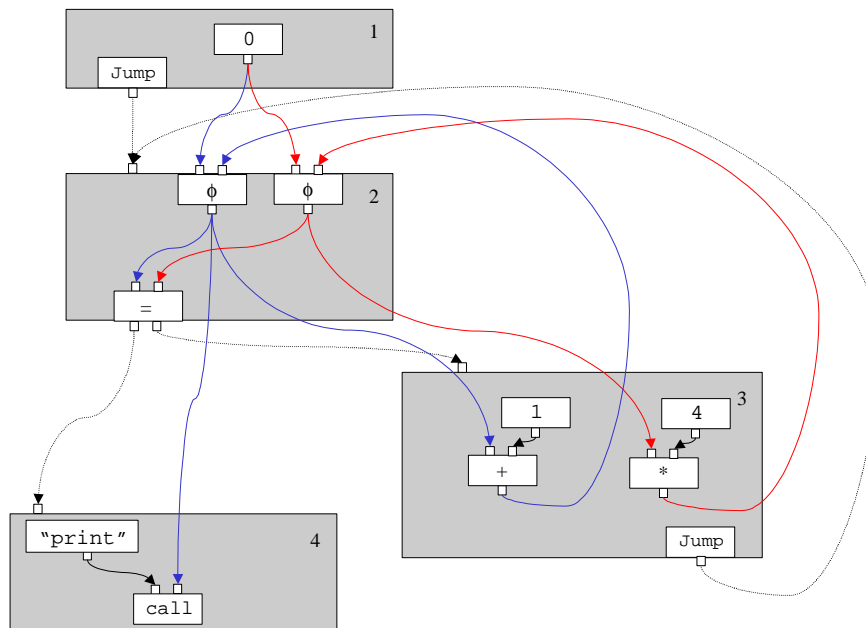 1
0
Jump
ϕ
ϕ
2
=
3
1
4
+
*
Jump
4
“print”
call